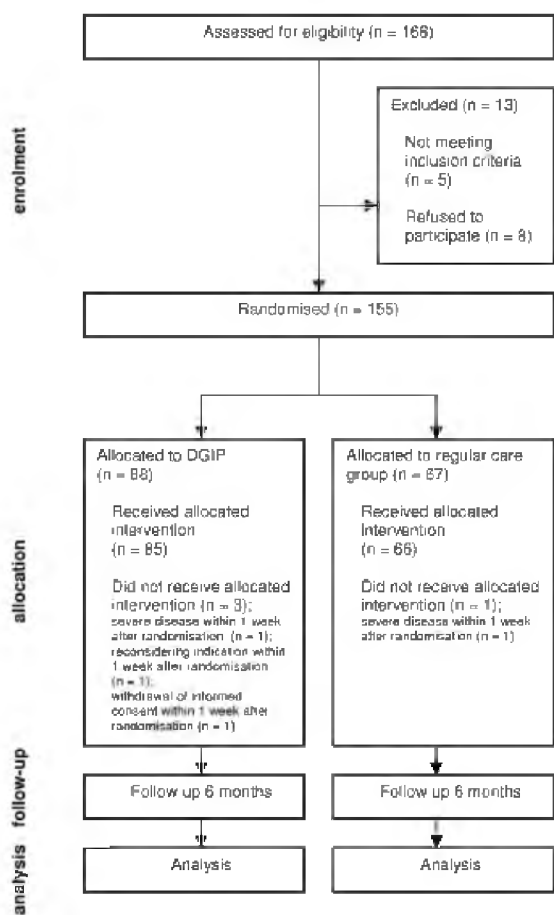 Assessed for eligibility (n = 166)
enrolment
Excluded (n = 13)
Not meeting
inclusion criteria
(n = 5)
Refused to
participate (n = 8)
Randomised (n = 155)
allocation
Allocated to DGIP
(n = 88)
Received allocated
intervention
(n = 85)
Did not receive allocated
intervention (n = 3);
severe disease within 1 week
after randomisation (n = 1);
reconsidering indication within
1 week after randomisation
(n = 1);
withdrawal of informed
consent within 1 week after
randomisation (n = 1)
Allocated to regular care
group (n = 67)
Received allocated
Intervention
(n = 66)
Did not receive allocated
intervention (n = 1);
severe disease within 1 week
after randomisation (n = 1)
follow-up
Follow up 6 months
Follow up 6 months
analysis
Analysis
Analysis